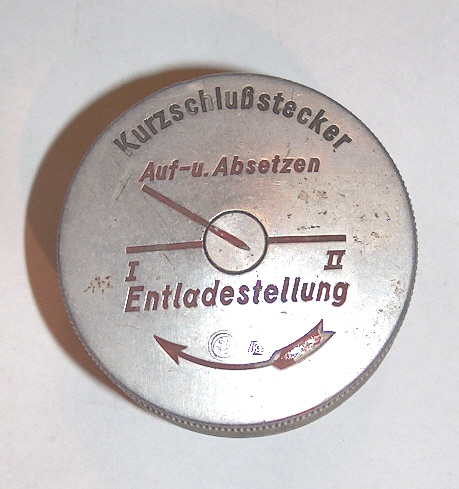 Kurzschlußstecker
Auf-u. Absetzen
I II
Entladestellung